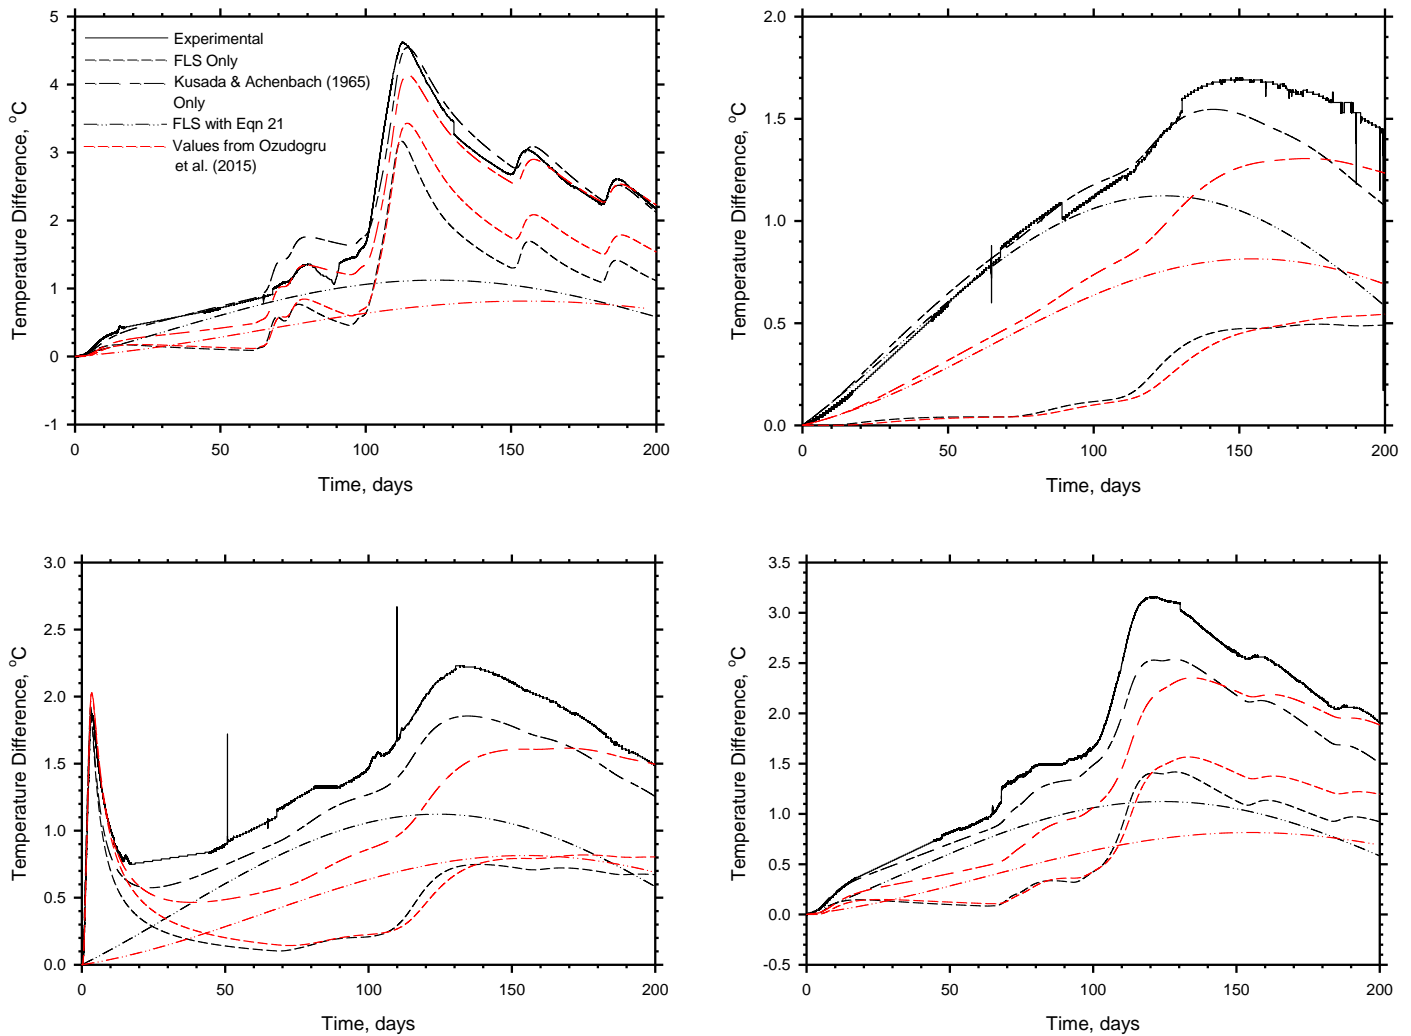 5
4
3
2
1
0
-1
Temperature Difference, °C
Experimental
FLS Only
Kusada & Achenbach (1965)
Only
FLS with Eqn 21
Values from Ozudogru
et al. (2015)
0 50 100 150 200
Time, days
2.0
1.5
1.0
0.5
0.0
Temperature Difference, °C
0 50 100 150 200
Time, days
3.0
2.5
2.0
1.5
1.0
0.5
0.0
Temperature Difference, °C
0 50 100 150 200
Time, days
3.5
3.0
2.5
2.0
1.5
1.0
0.5
0.0
-0.5
Temperature Difference, °C
0 50 100 150 200
Time, days